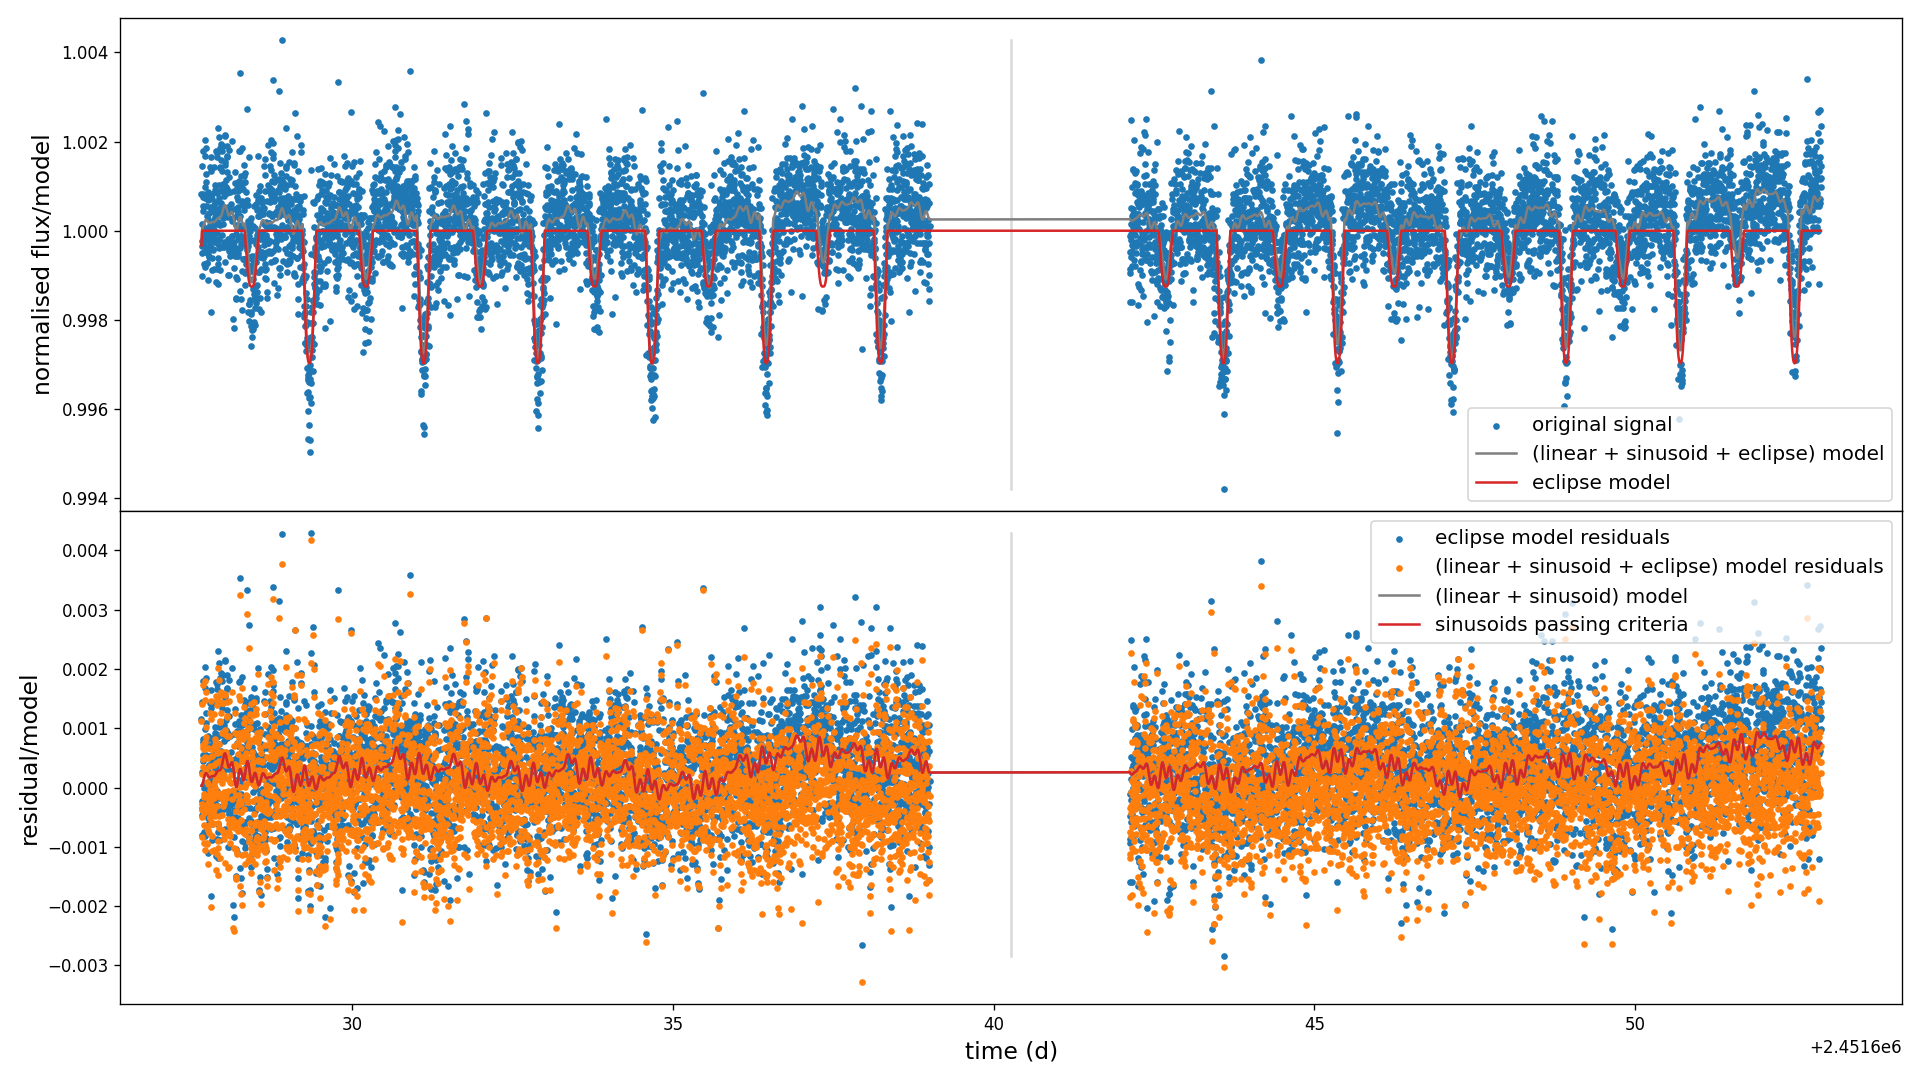 normalised flux/model
1.004
1.002
1.000
0.998
0.996
0.994
original signal
(linear + sinusoid + eclipse) model
eclipse model
residual/model
0.004
0.003
0.002
0.001
0.000
−0.001
−0.002
−0.003
eclipse model residuals
(linear + sinusoid + eclipse) model residuals
(linear + sinusoid) model
sinusoids passing criteria
30
35
40
45
50
time (d)
+2.4516e6